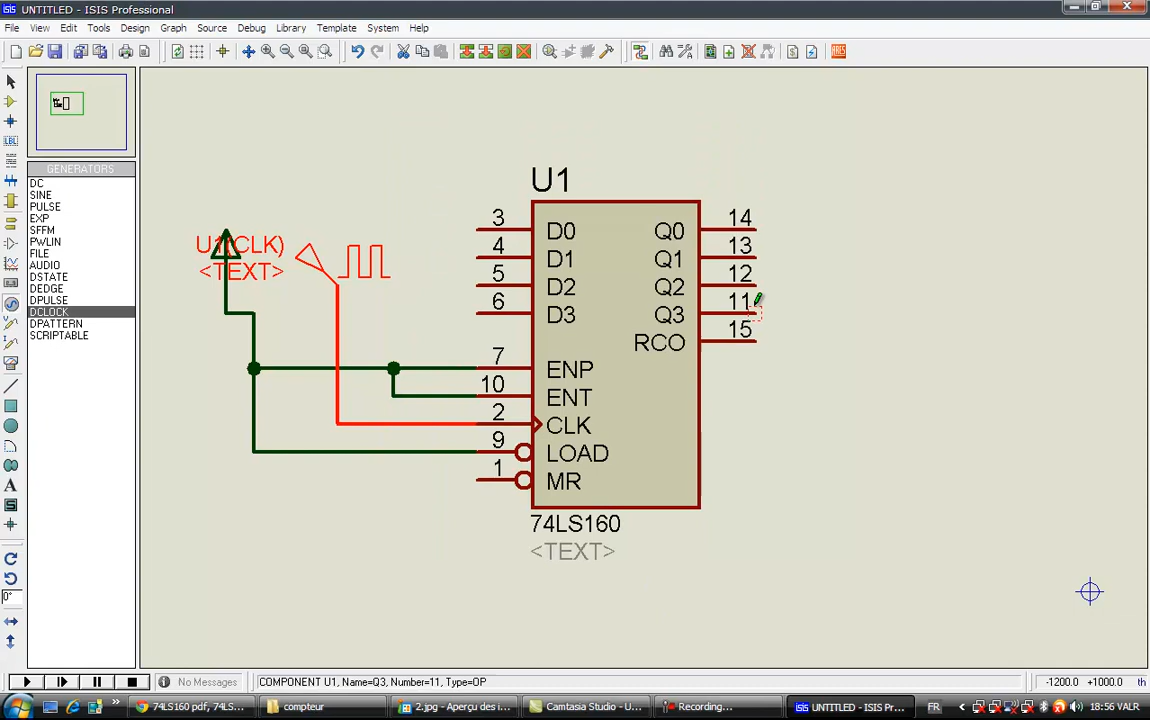 UNTITLED - ISIS Professional
File View Edit Tools Design Graph Source Debug Library Template System Help
LBL
ARES
GENERATORS
DC
SINE
PULSE
EXP
SFFM
PWLIN
FILE
AUDIO
DSTATE
DEDGE
DPULSE
DCLOCK
DPATTERN
SCRIPTABLE
A
S
0°
U1
U1(CLK)
<TEXT>
3 D0 Q0 14
4 D1 Q1 13
5 D2 Q2 12
6 D3 Q3 11
RCO 15
7 ENP
10 ENT
2 CLK
9 LOAD
1 MR
74LS160
<TEXT>
No Messages
COMPONENT U1, Name=Q3, Number=11, Type=OP
-1200.0 +1000.0 th
74LS160 pdf, 74LS...
compteur
2.jpg - Aperçu des i...
Camtasia Studio - U...
Recording...
UNTITLED - ISIS Pr...
FR
18:56 VALR